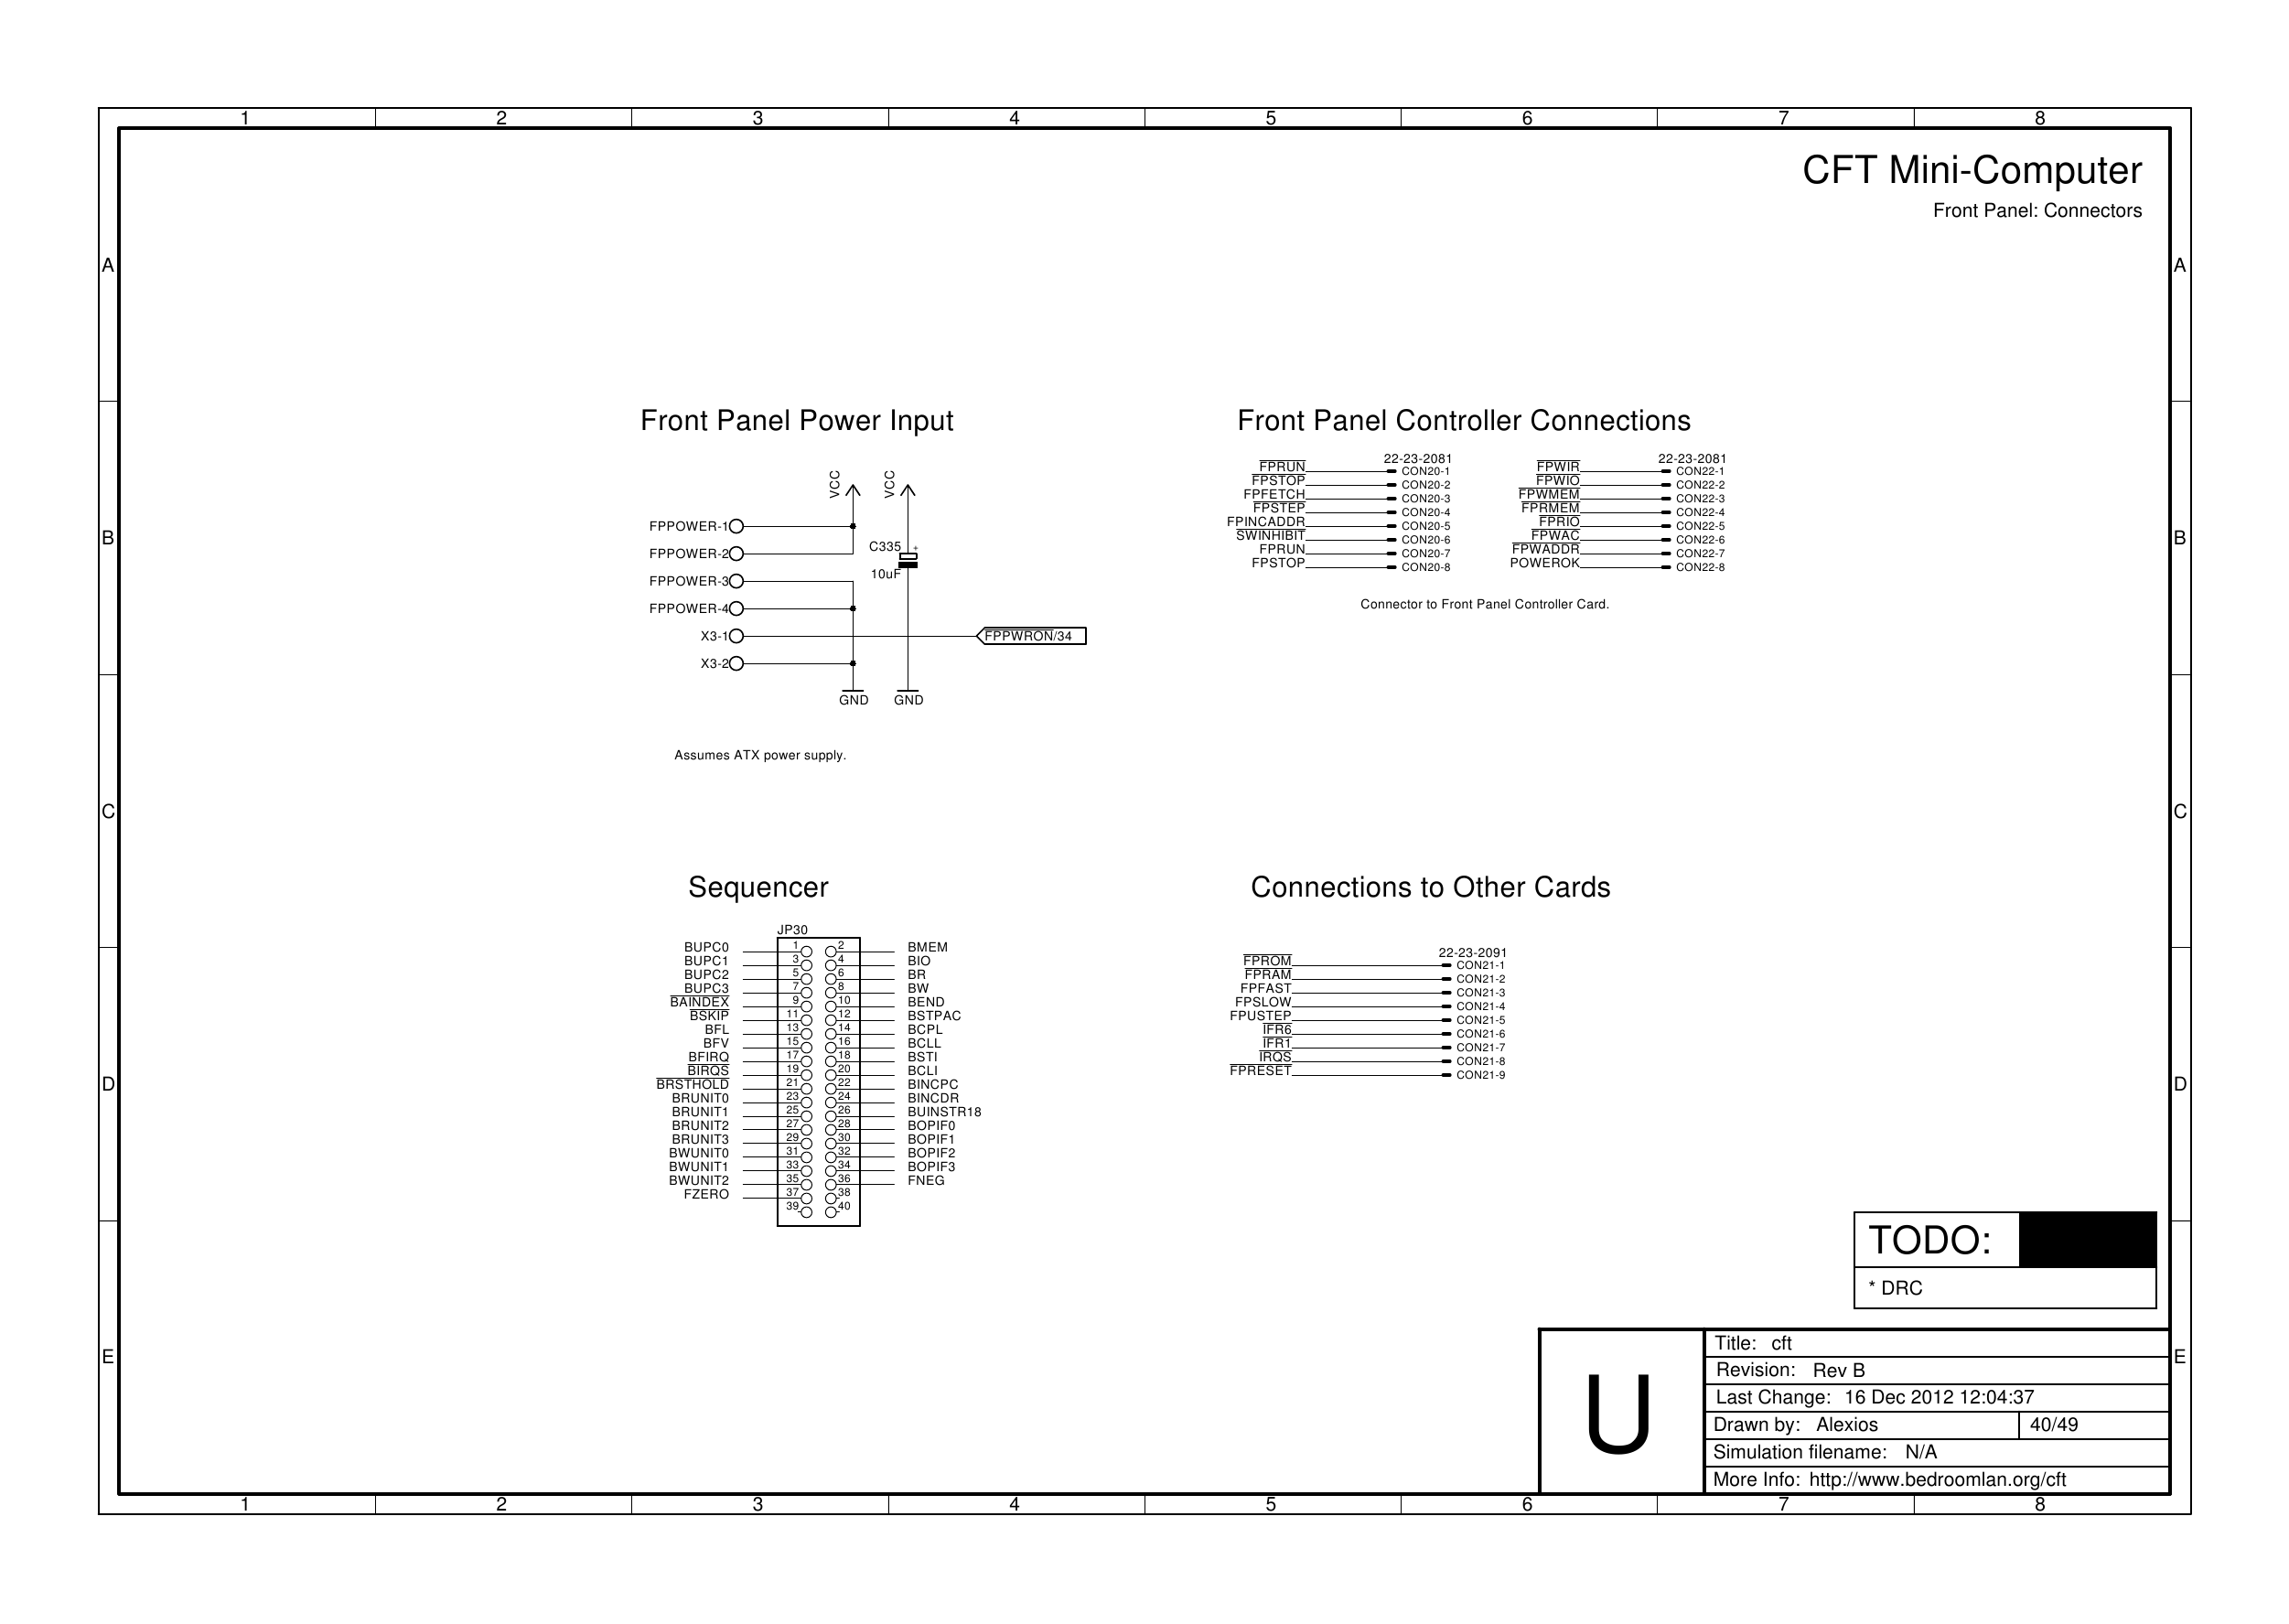 1 2 3 4 5 6 7 8
CFT Mini-Computer
Front Panel: Connectors
A A
B B
C C
D D
E E
Front Panel Power Input
VCC VCC
FPPOWER-1
FPPOWER-2
FPPOWER-3
FPPOWER-4
X3-1
X3-2
C335 +
10uF
FPPWRON/34
GND GND
Assumes ATX power supply.
Front Panel Controller Connections
22-23-2081
FPRUN CON20-1
FPSTOP CON20-2
FPFETCH CON20-3
FPSTEP CON20-4
FPINCADDR CON20-5
SWINHIBIT CON20-6
FPRUN CON20-7
FPSTOP CON20-8
22-23-2081
FPWIR CON22-1
FPWIO CON22-2
FPWMEM CON22-3
FPRMEM CON22-4
FPRIO CON22-5
FPWAC CON22-6
FPWADDR CON22-7
POWEROK CON22-8
Connector to Front Panel Controller Card.
Sequencer
JP30
BUPC0 1 2 BMEM
BUPC1 3 4 BIO
BUPC2 5 6 BR
BUPC3 7 8 BW
BAINDEX 9 10 BEND
BSKIP 11 12 BSTPAC
BFL 13 14 BCPL
BFV 15 16 BCLL
BFIRQ 17 18 BSTI
BIRQS 19 20 BCLI
BRSTHOLD 21 22 BINCPC
BRUNIT0 23 24 BINCDR
BRUNIT1 25 26 BUINSTR18
BRUNIT2 27 28 BOPIF0
BRUNIT3 29 30 BOPIF1
BWUNIT0 31 32 BOPIF2
BWUNIT1 33 34 BOPIF3
BWUNIT2 35 36 FNEG
FZERO 37 38
39 40
Connections to Other Cards
22-23-2091
FPROM CON21-1
FPRAM CON21-2
FPFAST CON21-3
FPSLOW CON21-4
FPUSTEP CON21-5
IFR6 CON21-6
IFR1 CON21-7
IRQS CON21-8
FPRESET CON21-9
TODO:
* DRC
U
Title: cft
Revision: Rev B
Last Change: 16 Dec 2012 12:04:37
Drawn by: Alexios 40/49
Simulation filename: N/A
More Info: http://www.bedroomlan.org/cft
1 2 3 4 5 6 7 8